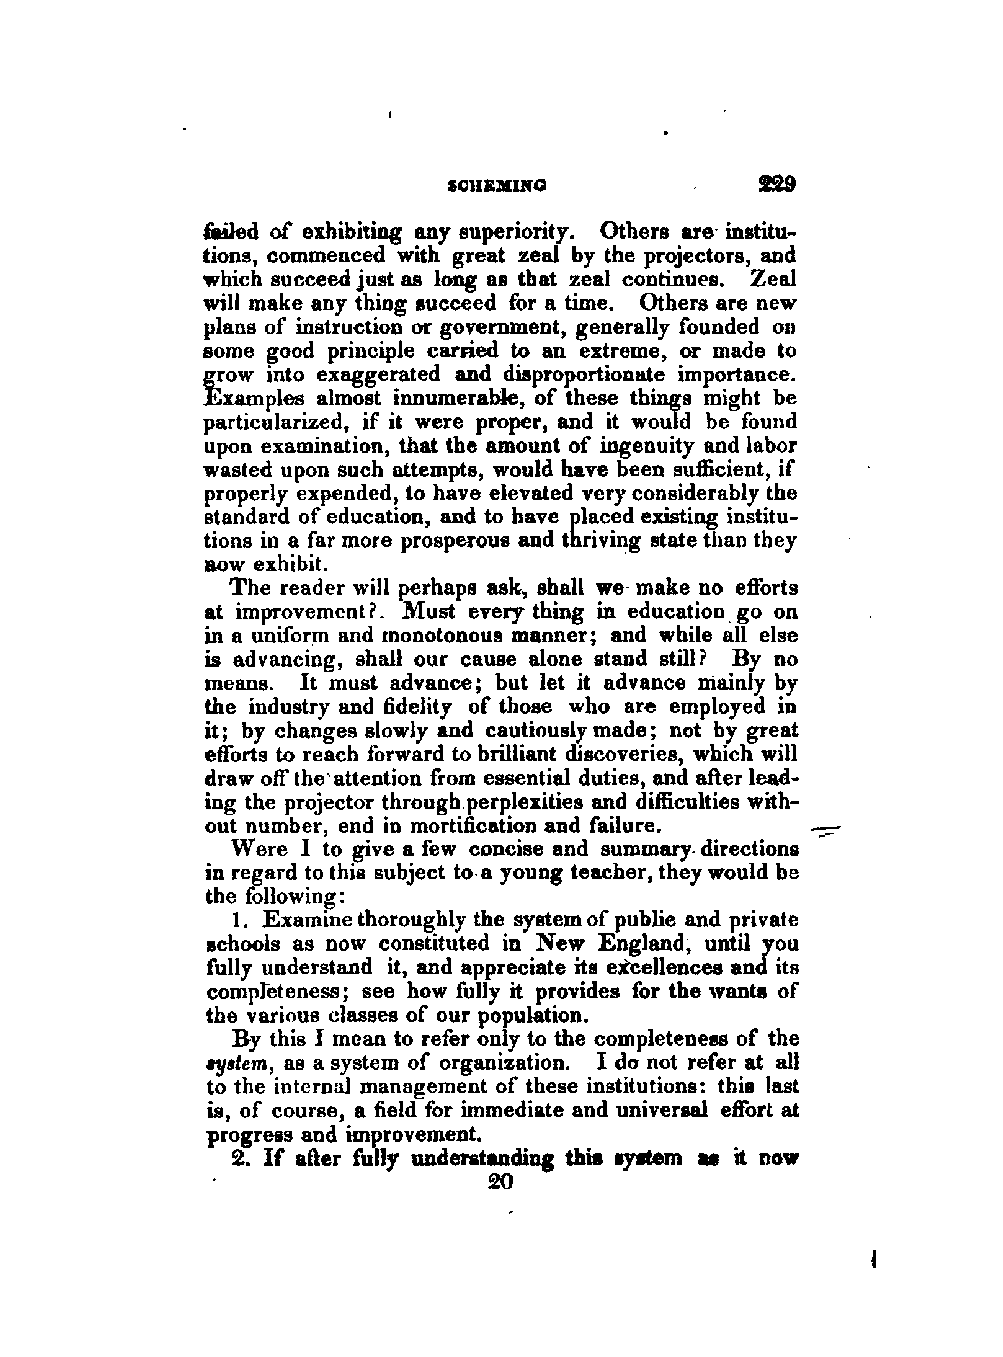 SCHEMING 229
failed of exhibiting any superiority. Others are institu-
tions, commenced with great zeal by the projectors, and
which succeed just as long as that zeal continues. Zeal
will make any thing succeed for a time. Others are new
plans of instruction or government, generally founded on
some good principle carried to an extreme, or made to
grow into exaggerated and disproportionate importance.
Examples almost innumerable, of these things might be
particularized, if it were proper, and it would be found
upon examination, that the amount of ingenuity and labor
wasted upon such attempts, would have been sufficient, if
properly expended, to have elevated very considerably the
standard of education, and to have placed existing institu-
tions in a far more prosperous and thriving state than they
now exhibit.
The reader will perhaps ask, shall we make no efforts
at improvement?. Must every thing in education go on
in a uniform and monotonous manner; and while all else
is advancing, shall our cause alone stand still? By no
means. It must advance; but let it advance mainly by
the industry and fidelity of those who are employed in
it; by changes slowly and cautiously made; not by great
efforts to reach forward to brilliant discoveries, which will
draw off the attention from essential duties, and after lead-
ing the projector through perplexities and difficulties with-
out number, end in mortification and failure.
Were I to give a few concise and summary directions
in regard to this subject to a young teacher, they would be
the following:
1. Examine thoroughly the system of public and private
schools as now constituted in New England, until you
fully understand it, and appreciate its excellences and its
completeness; see how fully it provides for the wants of
the various classes of our population.
By this I mean to refer only to the completeness of the
system, as a system of organization. I do not refer at all
to the internal management of these institutions: this last
is, of course, a field for immediate and universal effort at
progress and improvement.
2. If after fully understanding this system as it now
20